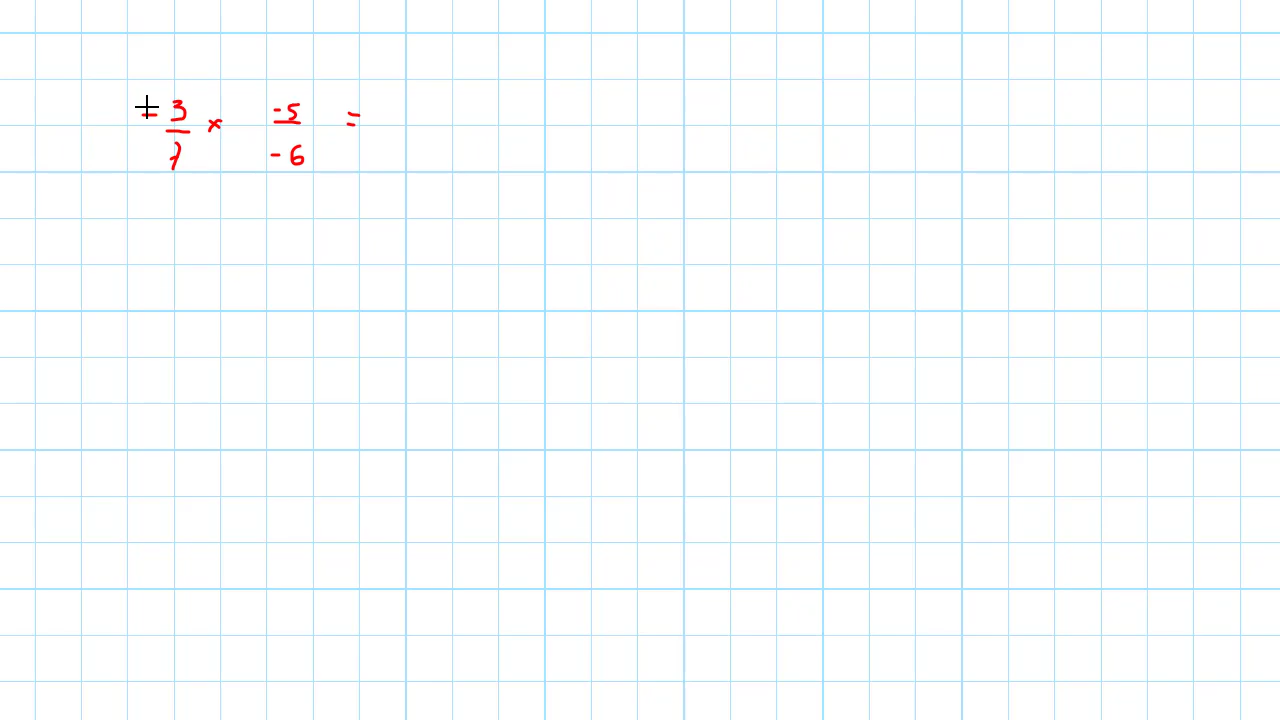 - 3/7 × -5/-6 =